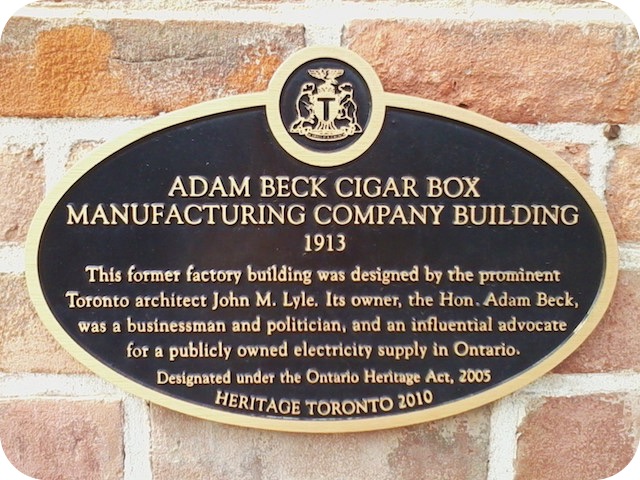 T
ADAM BECK CIGAR BOX
MANUFACTURING COMPANY BUILDING
1913
This former factory building was designed by the prominent
Toronto architect John M. Lyle. Its owner, the Hon. Adam Beck,
was a businessman and politician, and an influential advocate
for a publicly owned electricity supply in Ontario.
Designated under the Ontario Heritage Act, 2005
HERITAGE TORONTO 2010